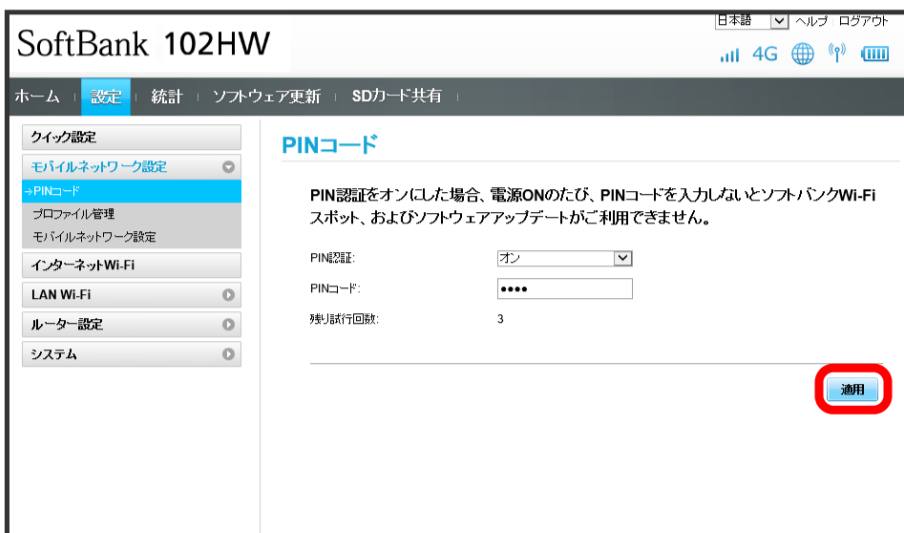 日本語 ヘルプ ログアウト
SoftBank 102HW
4G
ホーム 設定 統計 ソフトウェア更新 SDカード共有
クイック設定
モバイルネットワーク設定
→PINコード
プロファイル管理
モバイルネットワーク設定
インターネットWi-Fi
LAN Wi-Fi
ルーター設定
システム
PINコード
PIN認証をオンにした場合、電源ONのたび、PINコードを入力しないとソフトバンクWi-Fi
スポット、およびソフトウェアアップデートがご利用できません。
PIN認証: オン
PINコード: ••••
残り試行回数: 3
適用